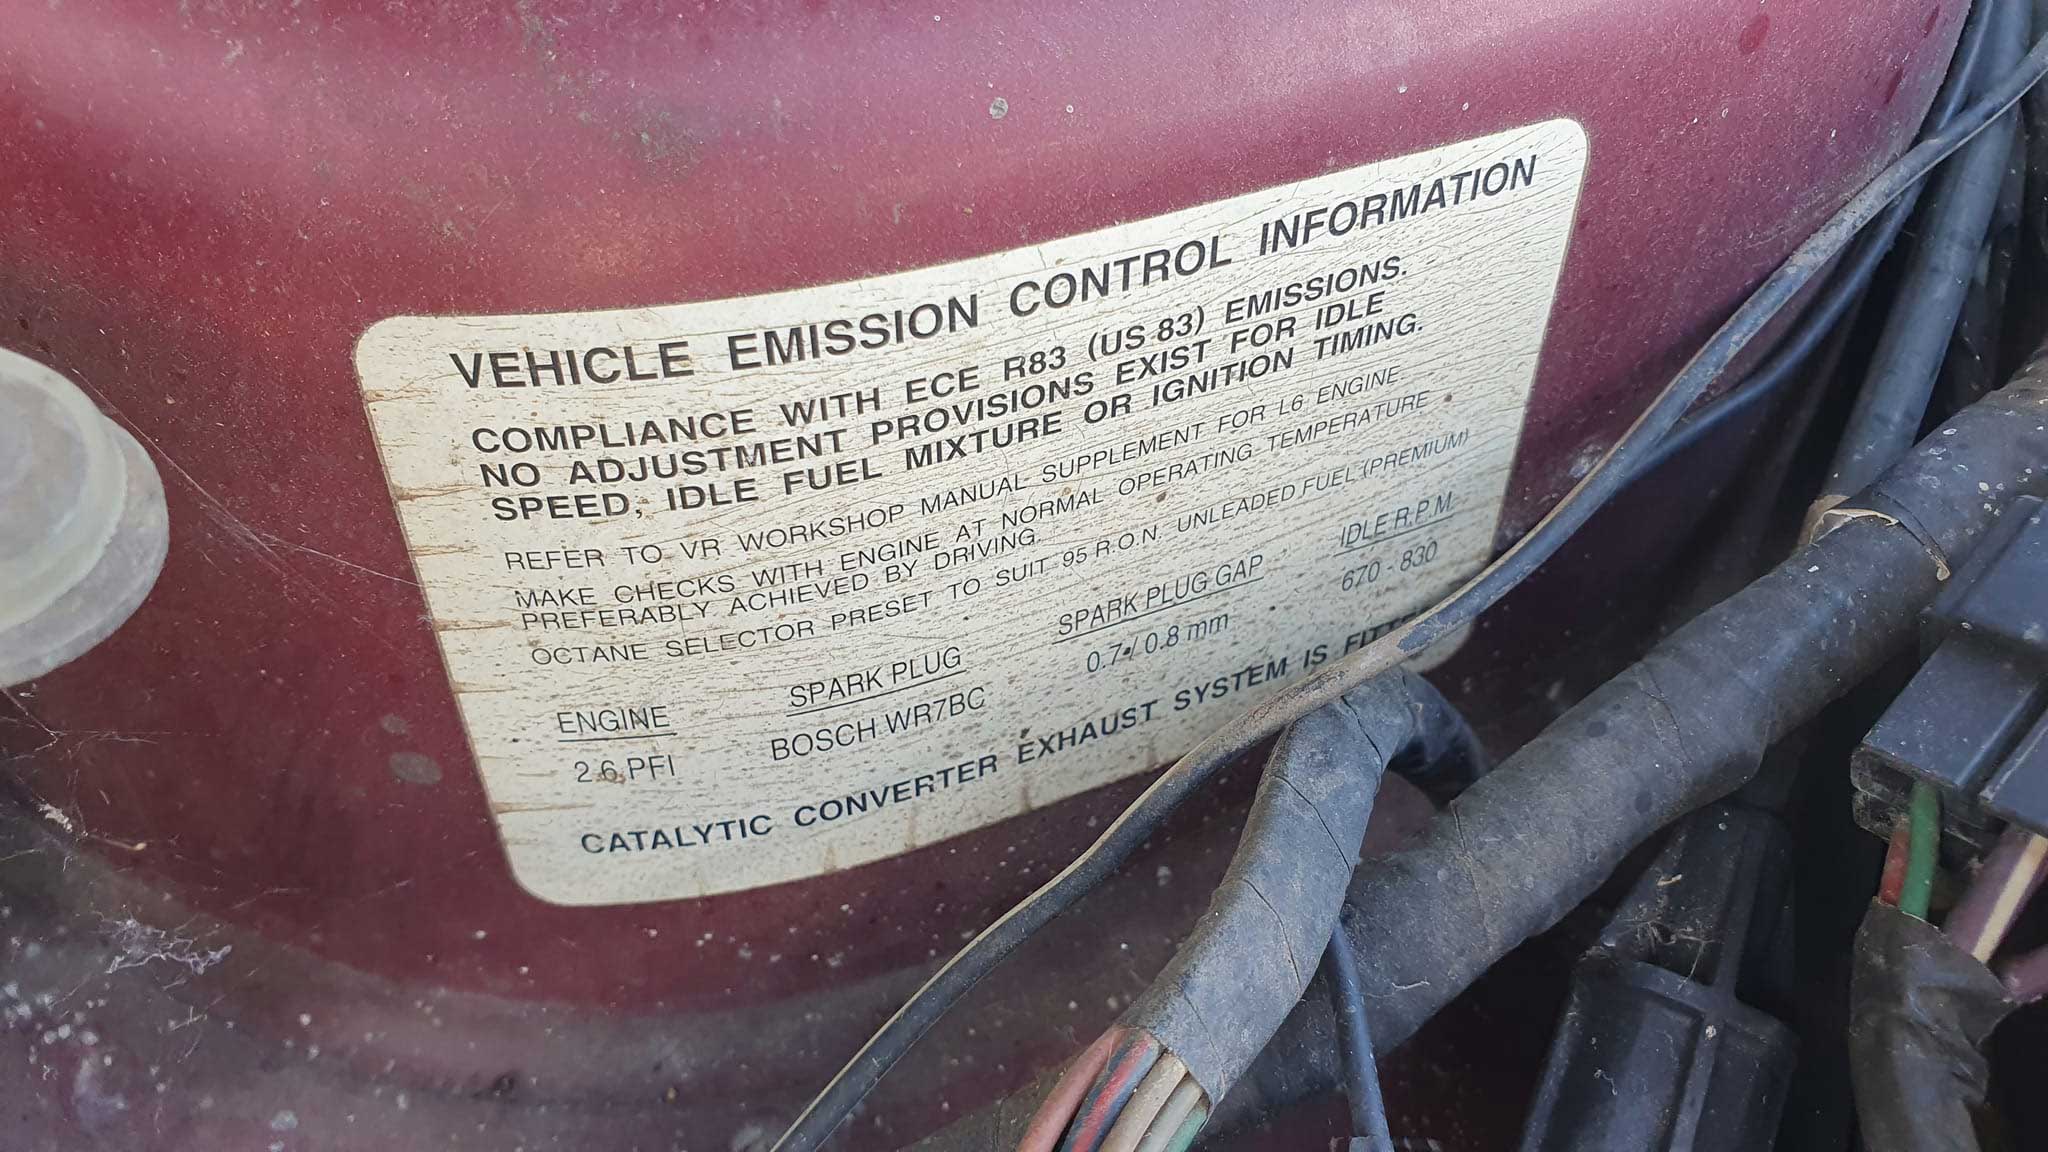 VEHICLE EMISSION CONTROL INFORMATION
COMPLIANCE WITH ECE R83 (US 83) EMISSIONS.
NO ADJUSTMENT PROVISIONS EXIST FOR IDLE
SPEED, IDLE FUEL MIXTURE OR IGNITION TIMING.
REFER TO VR WORKSHOP MANUAL SUPPLEMENT FOR L6 ENGINE
MAKE CHECKS WITH ENGINE AT NORMAL OPERATING TEMPERATURE
PREFERABLY ACHIEVED BY DRIVING.
OCTANE SELECTOR PRESET TO SUIT 95 R.O.N. UNLEADED FUEL (PREMIUM)
ENGINE SPARK PLUG SPARK PLUG GAP IDLE R.P.M.
2.6 PFI BOSCH WR7BC 0.7 / 0.8 mm 670 - 830
CATALYTIC CONVERTER EXHAUST SYSTEM IS